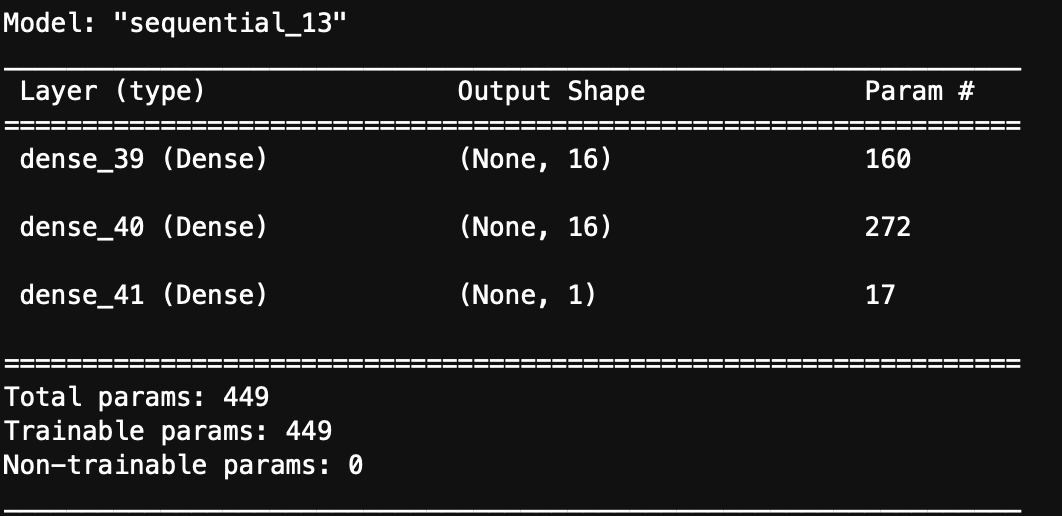 Model: "sequential_13"
Layer (type) Output Shape Param #
=================================================================
dense_39 (Dense) (None, 16) 160
dense_40 (Dense) (None, 16) 272
dense_41 (Dense) (None, 1) 17
=================================================================
Total params: 449
Trainable params: 449
Non-trainable params: 0